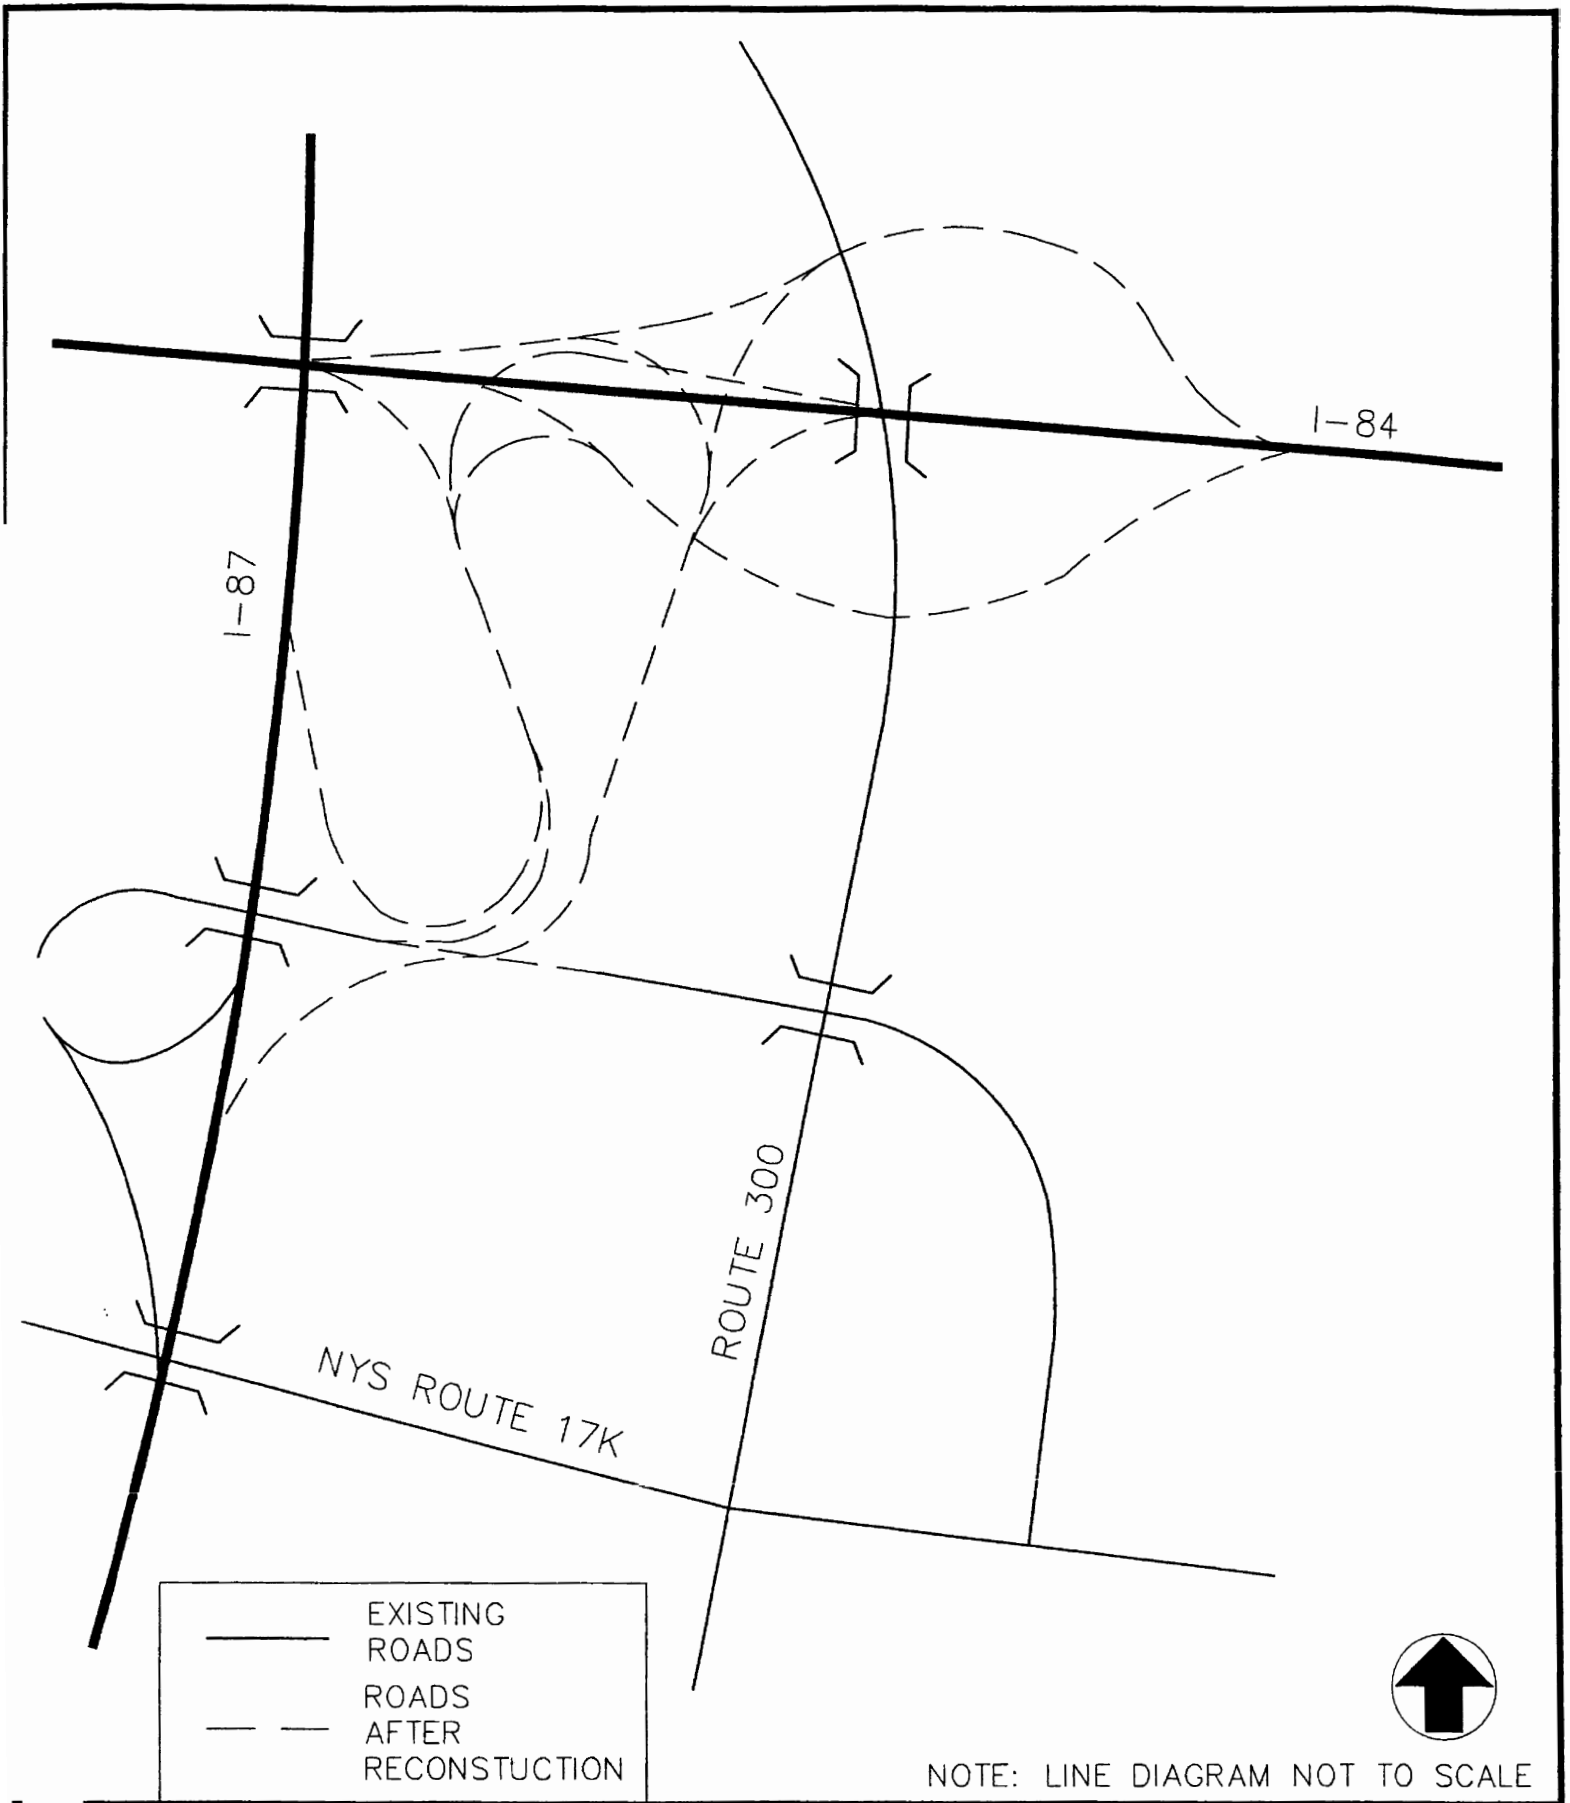 I-84
I-87
ROUTE 300
NYS ROUTE 17K
EXISTING
ROADS
ROADS
AFTER
RECONSTUCTION
NOTE: LINE DIAGRAM NOT TO SCALE